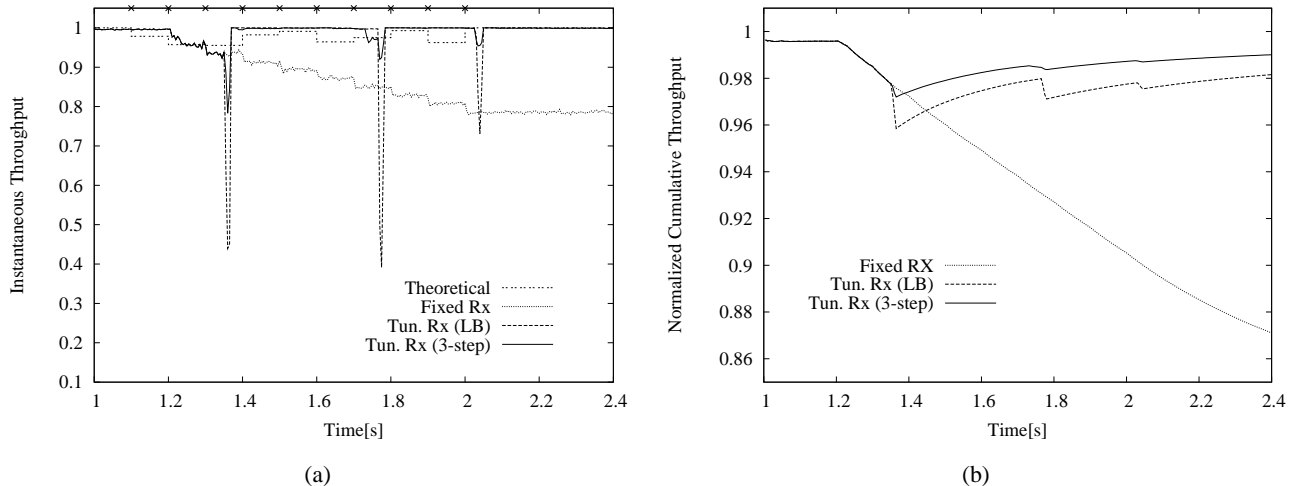 1
0.9
0.8
0.7
0.6
0.5
0.4
0.3
0.2
0.1
1 1.2 1.4 1.6 1.8 2 2.2 2.4
Instantaneous Throughput
Time[s]
Theoretical
Fixed Rx
Tun. Rx (LB)
Tun. Rx (3-step)
(a)
1
0.98
0.96
0.94
0.92
0.9
0.88
0.86
1 1.2 1.4 1.6 1.8 2 2.2 2.4
Normalized Cumulative Throughput
Time[s]
Fixed RX
Tun. Rx (LB)
Tun. Rx (3-step)
(b)